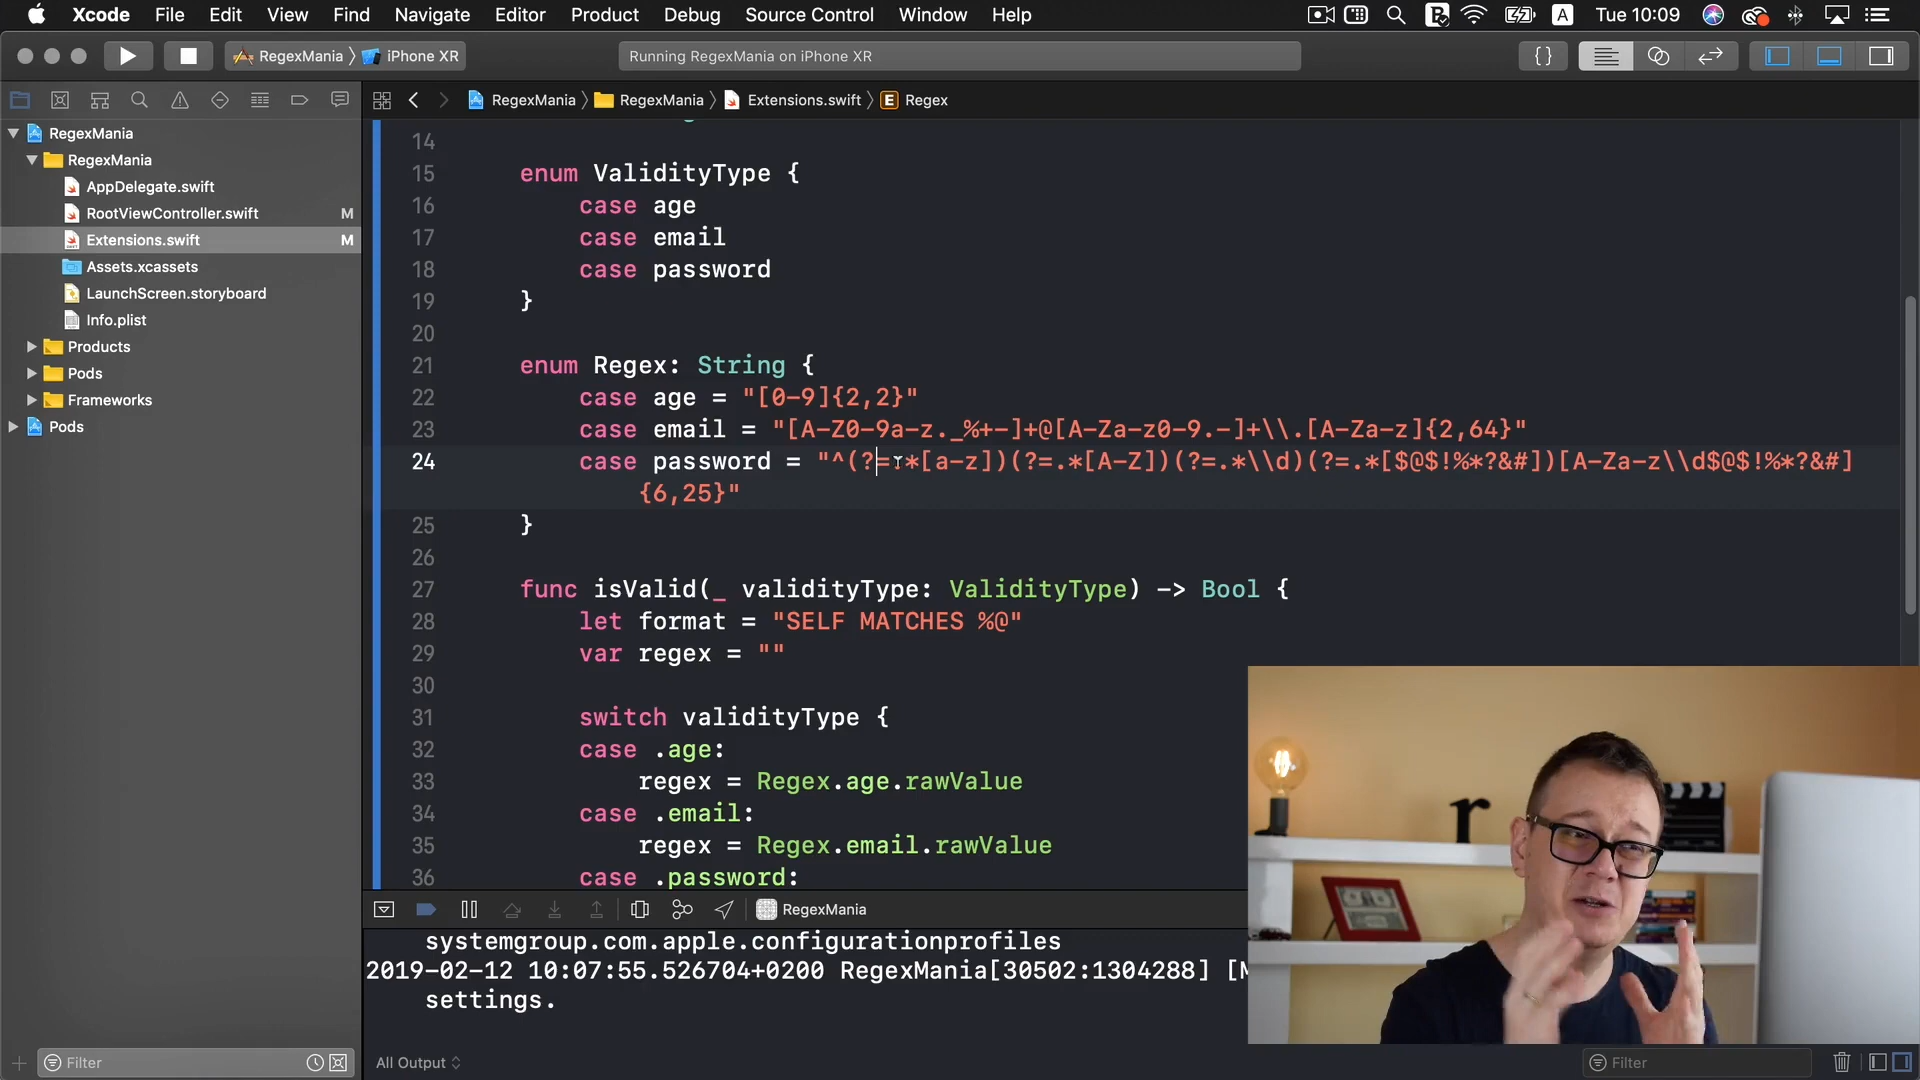 Xcode File Edit View Find Navigate Editor Product Debug Source Control Window Help A Tue 10:09
RegexMania iPhone XR
Running RegexMania on iPhone XR
RegexMania RegexMania Extensions.swift E Regex
RegexMania
RegexMania
AppDelegate.swift
RootViewController.swift M
Extensions.swift M
Assets.xcassets
LaunchScreen.storyboard
Info.plist
Products
Pods
Frameworks
Pods
14
15 enum ValidityType {
16 case age
17 case email
18 case password
19 }
20
21 enum Regex: String {
22 case age = "[0-9]{2,2}"
23 case email = "[A-Z0-9a-z._%+-]+@[A-Za-z0-9.-]+\\.[A-Za-z]{2,64}"
24 case password = "^(?=.*[a-z])(?=.*[A-Z])(?=.*\\d)(?=.*[$@$!%*?&#])[A-Za-z\\d$@$!%*?&#]
{6,25}"
25 }
26
27 func isValid(_ validityType: ValidityType) -> Bool {
28 let format = "SELF MATCHES %@"
29 var regex = ""
30
31 switch validityType {
32 case .age:
33 regex = Regex.age.rawValue
34 case .email:
35 regex = Regex.email.rawValue
36 case .password:
RegexMania
systemgroup.com.apple.configurationprofiles
2019-02-12 10:07:55.526704+0200 RegexMania[30502:1304288] [M
settings.
Filter
All Output
Filter
r